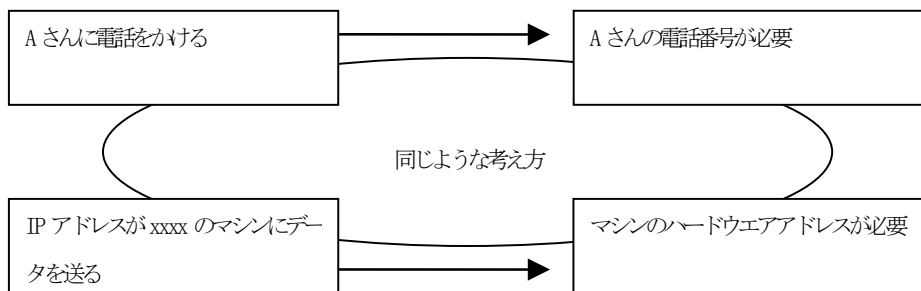 A さんに電話をかける
A さんの電話番号が必要
同じような考え方
IP アドレスが xxxx のマシンにデー
タを送る
マシンのハードウエアアドレスが必要